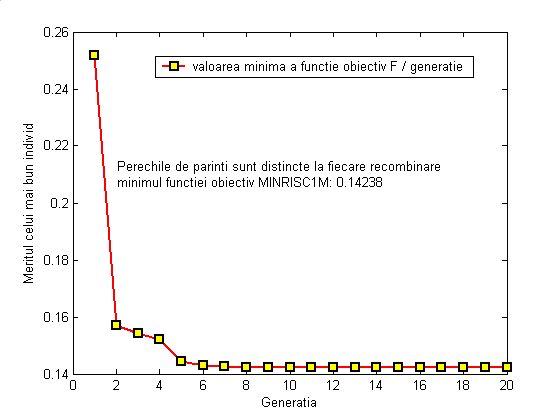 0.26
valoarea minima a functie obiectiv F / generatie
0.24
0.22
Perechile de parinti sunt distincte la fiecare recombinare
minimul functiei obiectiv MINRISC1M: 0.14238
0.2
0.18
0.16
0.14
0 2 4 6 8 10 12 14 16 18 20
Generatia
Meritul celui mai bun individ